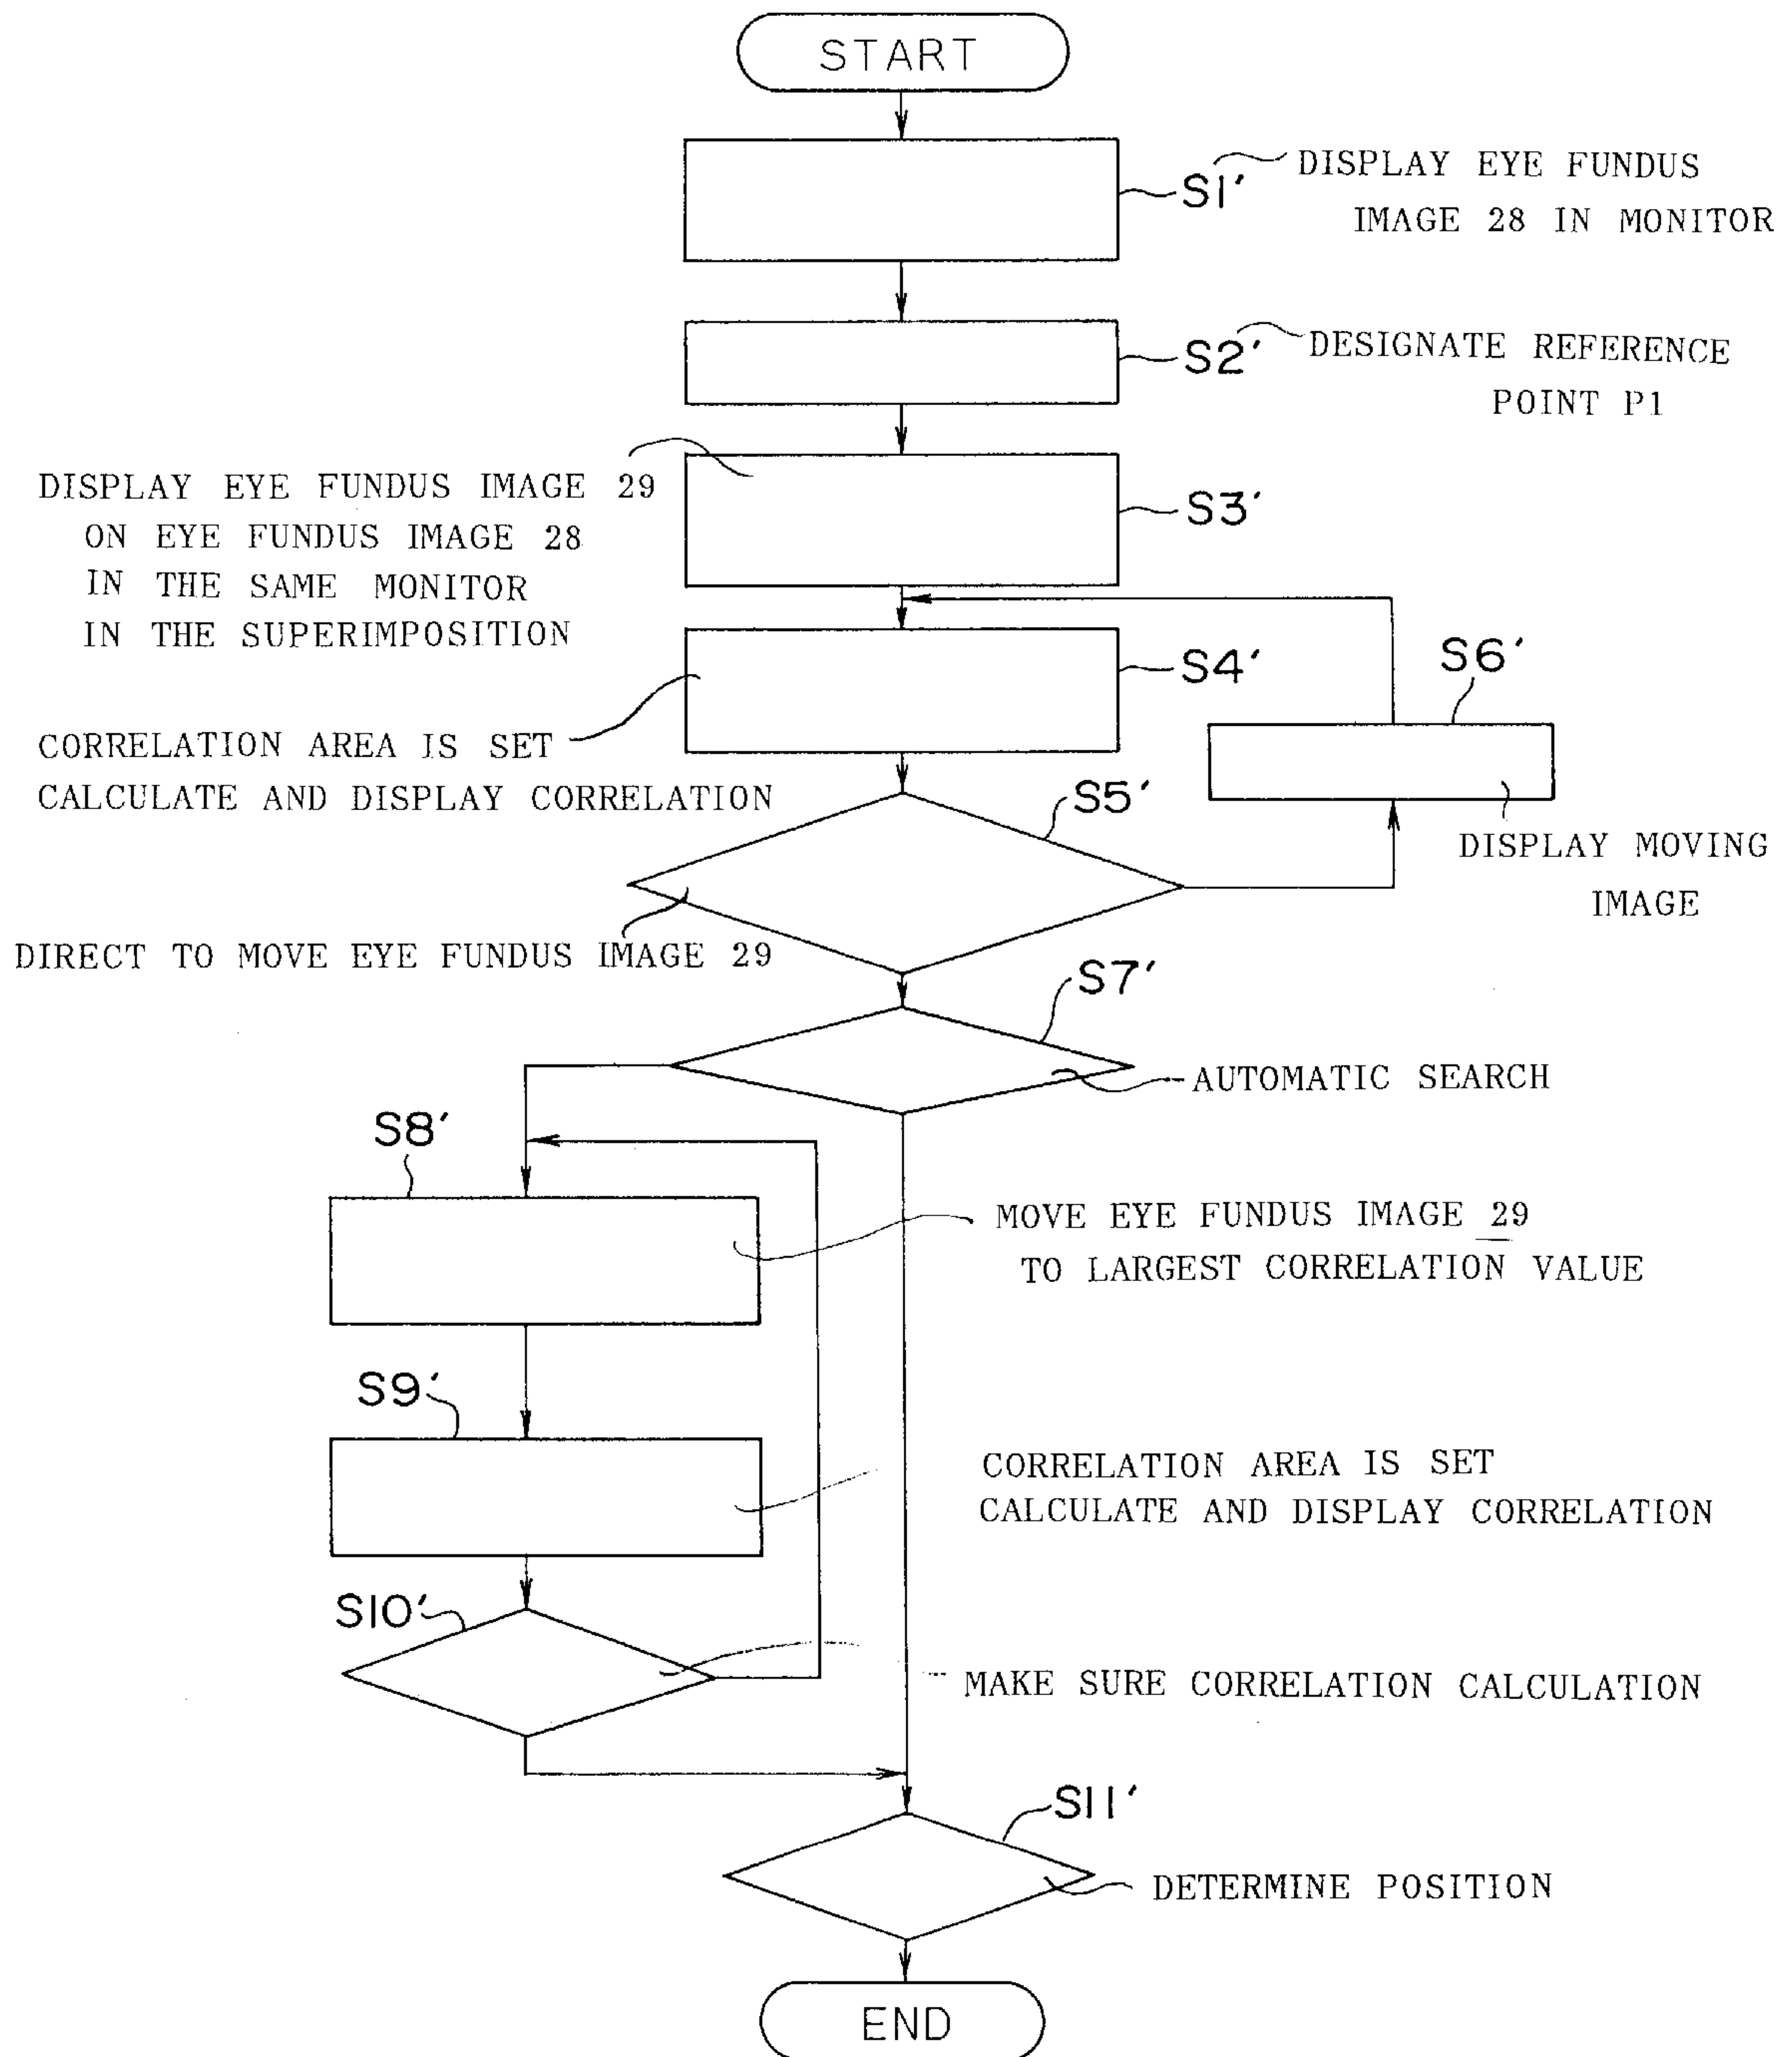 START
S1′
DISPLAY EYE FUNDUS
IMAGE 28 IN MONITOR
S2′
DESIGNATE REFERENCE
POINT P1
DISPLAY EYE FUNDUS IMAGE 29
ON EYE FUNDUS IMAGE 28
IN THE SAME MONITOR
IN THE SUPERIMPOSITION
S3′
S4′
S6′
CORRELATION AREA IS SET
CALCULATE AND DISPLAY CORRELATION
S5′
DISPLAY MOVING
IMAGE
DIRECT TO MOVE EYE FUNDUS IMAGE 29
S7′
AUTOMATIC SEARCH
S8′
MOVE EYE FUNDUS IMAGE 29
TO LARGEST CORRELATION VALUE
S9′
CORRELATION AREA IS SET
CALCULATE AND DISPLAY CORRELATION
S10′
MAKE SURE CORRELATION CALCULATION
S11′
DETERMINE POSITION
END